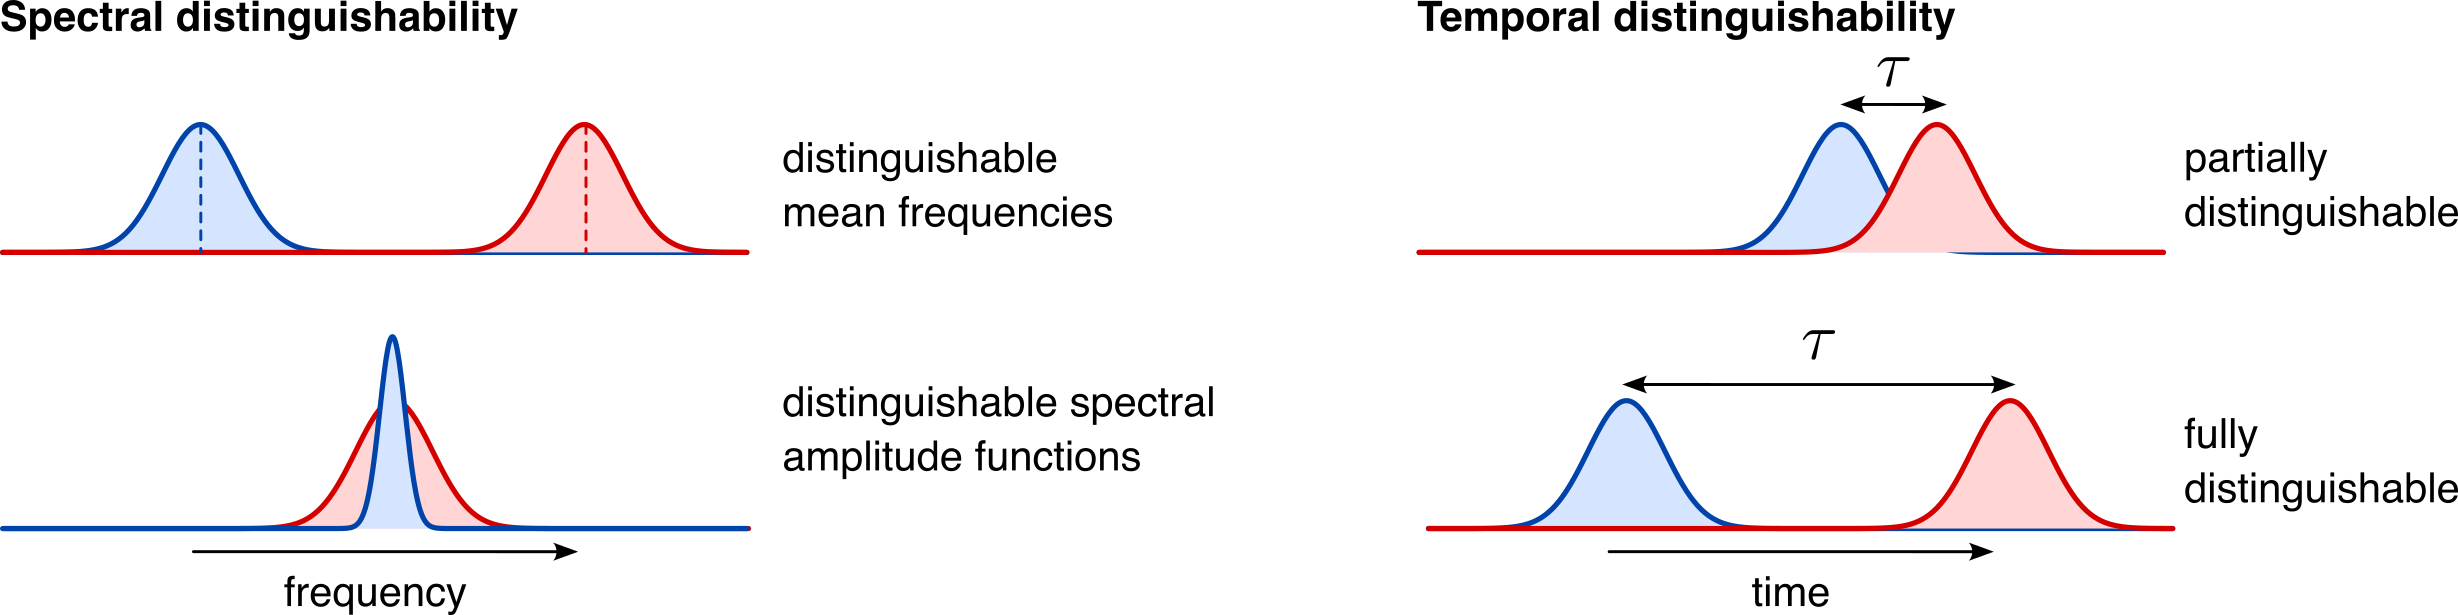 Spectral distinguishability
distinguishable
mean frequencies
distinguishable spectral
amplitude functions
frequency
Temporal distinguishability
τ
partially
distinguishable
τ
fully
distinguishable
time